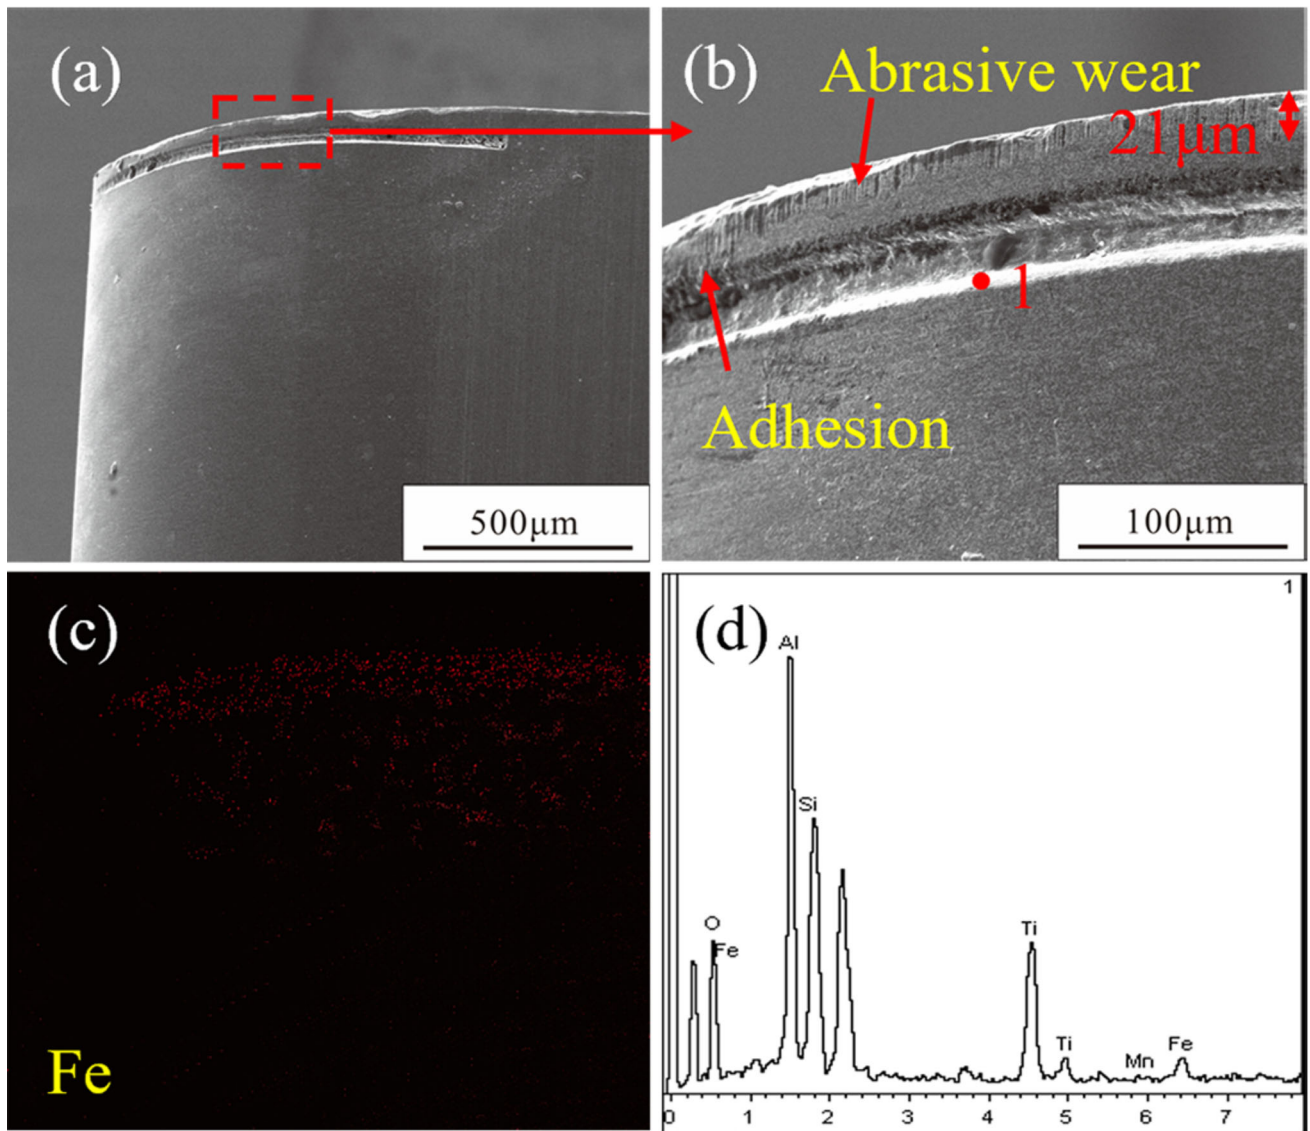 (a)
500μm
(b)
Abrasive wear
21μm
1
Adhesion
100μm
(c)
Fe
(d)
1
Al
Si
O
Fe
Ti
Ti
Mn
Fe
0 1 2 3 4 5 6 7